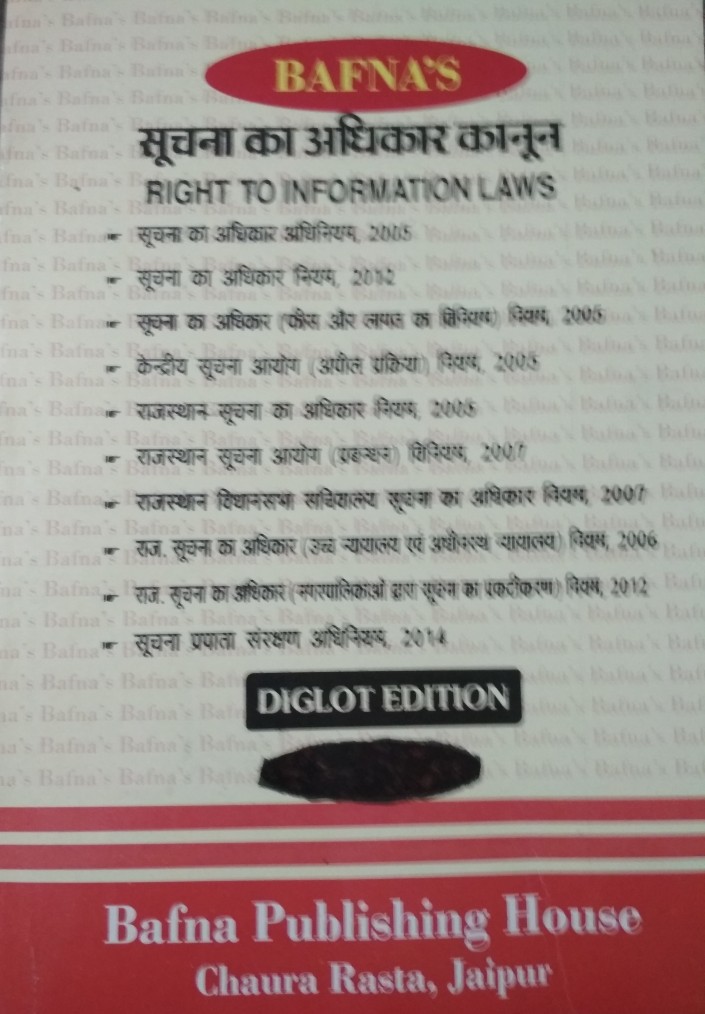 BAFNA'S
सूचना का अधिकार कानून
RIGHT TO INFORMATION LAWS
☛ सूचना का अधिकार अधिनियम, 2005
☛ सूचना का अधिकार नियम, 2012
☛ सूचना का अधिकार (फीस और लागत का विनियम) नियम, 2005
☛ केन्द्रीय सूचना आयोग (अपील प्रक्रिया) नियम, 2005
☛ राजस्थान सूचना का अधिकार नियम, 2005
☛ राजस्थान सूचना आयोग (प्रबन्धन) विनियम, 2007
☛ राजस्थान विधानसभा सचिवालय सूचना का अधिकार नियम, 2007
☛ राज. सूचना का अधिकार (उच्च न्यायालय एवं अधीनस्थ न्यायालय) नियम, 2006
☛ राज. सूचना का अधिकार (नगरपालिकाओं द्वारा सूचना का प्रकटीकरण) नियम, 2012
☛ सूचना प्रदाता संरक्षण अधिनियम, 2014
DIGLOT EDITION
Bafna Publishing House
Chaura Rasta, Jaipur